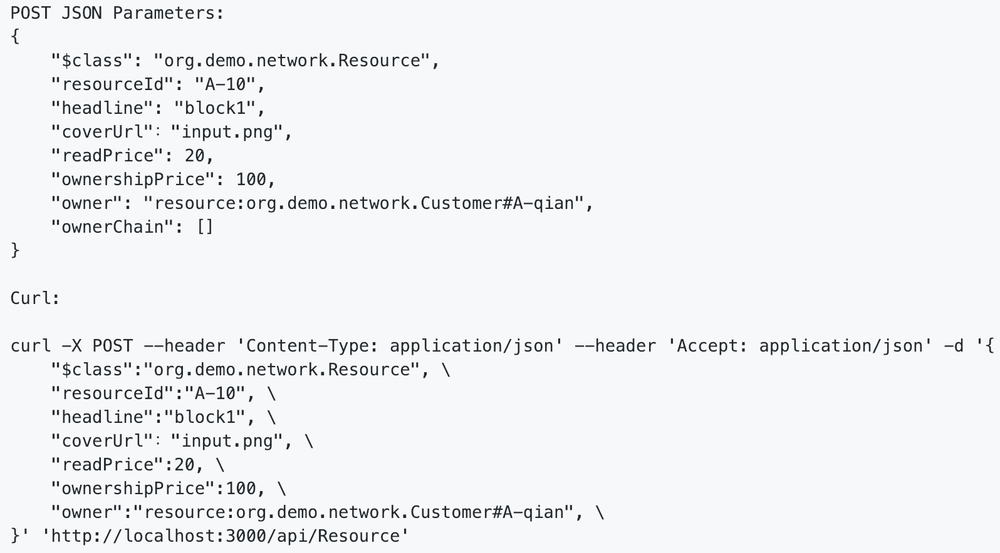 POST JSON Parameters:
{
    "$class": "org.demo.network.Resource",
    "resourceId": "A-10",
    "headline": "block1",
    "coverUrl"："input.png",
    "readPrice": 20,
    "ownershipPrice": 100,
    "owner": "resource:org.demo.network.Customer#A-qian",
    "ownerChain": []
}

Curl:

curl -X POST --header 'Content-Type: application/json' --header 'Accept: application/json' -d '{
    "$class":"org.demo.network.Resource", \
    "resourceId":"A-10", \
    "headline":"block1", \
    "coverUrl"："input.png", \
    "readPrice":20, \
    "ownershipPrice":100, \
    "owner":"resource:org.demo.network.Customer#A-qian", \
}' 'http://localhost:3000/api/Resource'